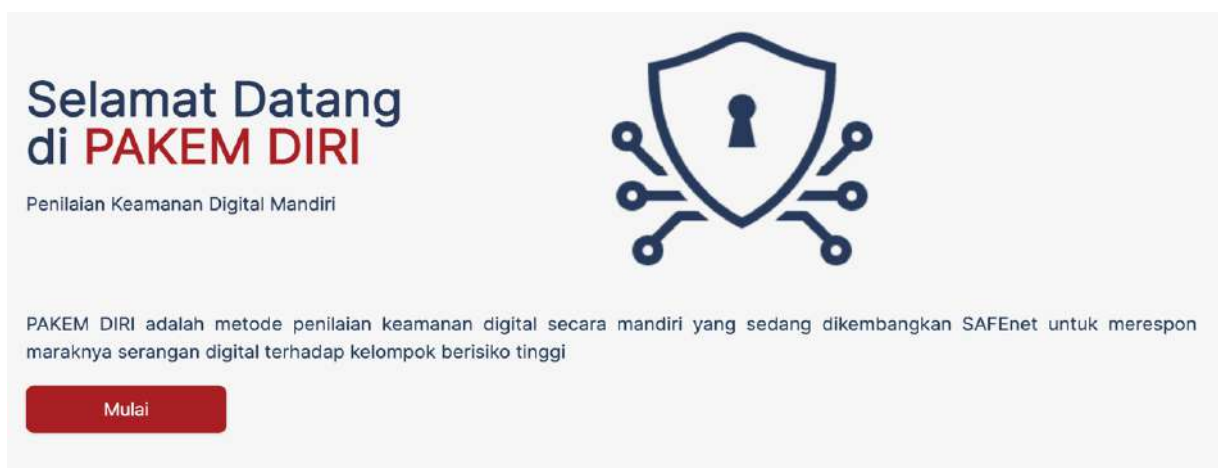 Selamat Datang
di PAKEM DIRI
Penilaian Keamanan Digital Mandiri
PAKEM DIRI adalah metode penilaian keamanan digital secara mandiri yang sedang dikembangkan SAFEnet untuk merespon
maraknya serangan digital terhadap kelompok berisiko tinggi
Mulai